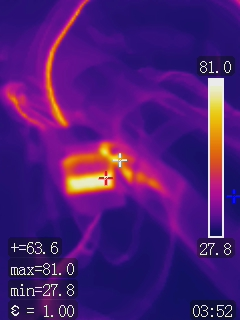 81.0
27.8
+=63.6
max=81.0
min=27.8
ε = 1.00
03:52